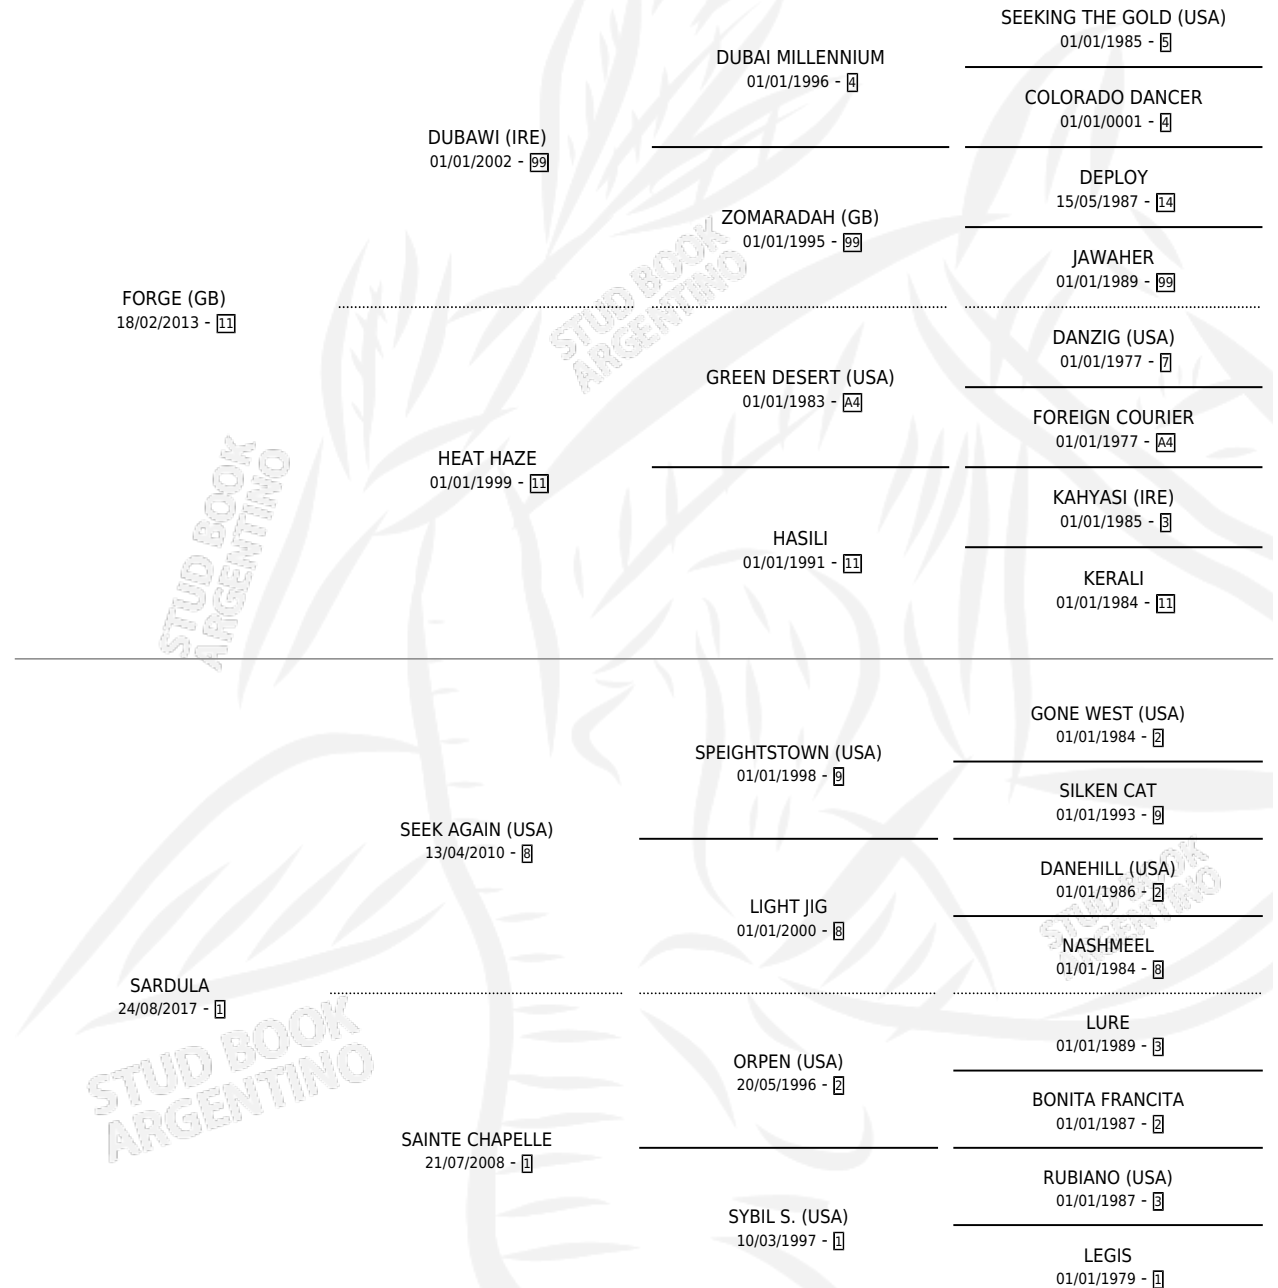 SEEKING THE GOLD (USA)
01/01/1985 - 5
DUBAI MILLENNIUM
01/01/1996 - 4
COLORADO DANCER
01/01/0001 - 4
DUBAWI (IRE)
01/01/2002 - 99
DEPLOY
15/05/1987 - 14
ZOMARADAH (GB)
01/01/1995 - 99
JAWAHER
01/01/1989 - 99
FORGE (GB)
18/02/2013 - 11
STUD BOOK
ARGENTINO
DANZIG (USA)
01/01/1977 - 7
GREEN DESERT (USA)
01/01/1983 - A4
FOREIGN COURIER
01/01/1977 - A4
HEAT HAZE
01/01/1999 - 11
KAHYASI (IRE)
01/01/1985 - 3
HASILI
01/01/1991 - 11
KERALI
01/01/1984 - 11
STUD BOOK
ARGENTINO
GONE WEST (USA)
01/01/1984 - 2
SPEIGHTSTOWN (USA)
01/01/1998 - 9
SILKEN CAT
01/01/1993 - 9
SEEK AGAIN (USA)
13/04/2010 - 8
DANEHILL (USA)
01/01/1986 - 2
LIGHT JIG
01/01/2000 - 8
NASHMEEL
01/01/1984 - 8
STUD BOOK
ARGENTINO
SARDULA
24/08/2017 - 1
LURE
01/01/1989 - 3
ORPEN (USA)
20/05/1996 - 2
BONITA FRANCITA
01/01/1987 - 2
STUD BOOK
ARGENTINO
SAINTE CHAPELLE
21/07/2008 - 1
RUBIANO (USA)
01/01/1987 - 3
SYBIL S. (USA)
10/03/1997 - 1
LEGIS
01/01/1979 - 1